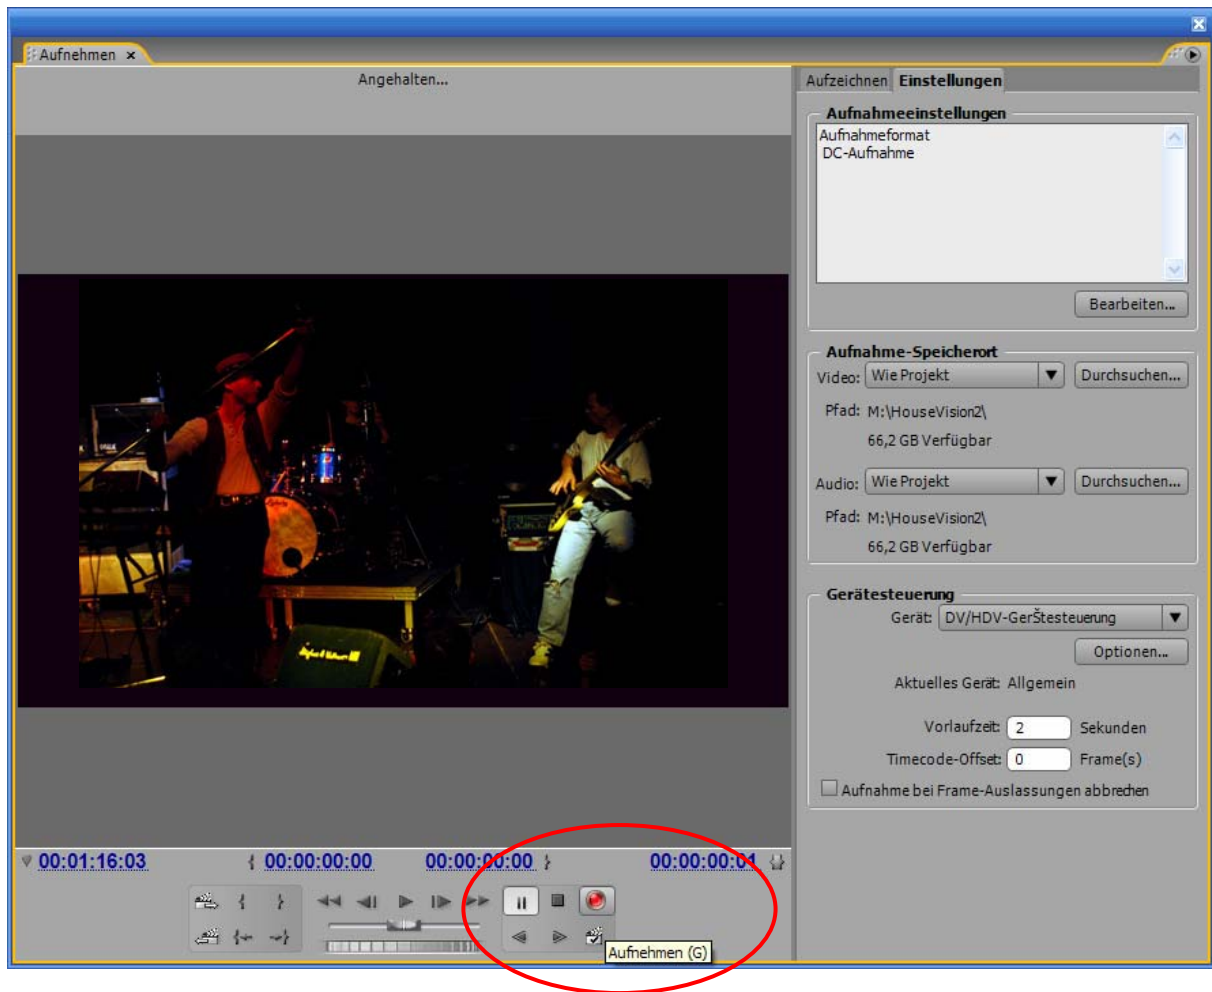 Aufnehmen
Angehalten...
Aufzeichnen Einstellungen
Aufnahmeeinstellungen
Aufnahmeformat
DC-Aufnahme
Bearbeiten...
Aufnahme-Speicherort
Video: Wie Projekt Durchsuchen...
Pfad: M:\HouseVision2\
66,2 GB Verfügbar
Audio: Wie Projekt Durchsuchen...
Pfad: M:\HouseVision2\
66,2 GB Verfügbar
Gerätesteuerung
Gerät: DV/HDV-GerŠtesteuerung
Optionen...
Aktuelles Gerät: Allgemein
Vorlaufzeit: 2 Sekunden
Timecode-Offset: 0 Frame(s)
Aufnahme bei Frame-Auslassungen abbrechen
00:01:16:03 { 00:00:00:00 00:00:00:00 } 00:00:00:01 {}
{ }
{← →}
Aufnehmen (G)